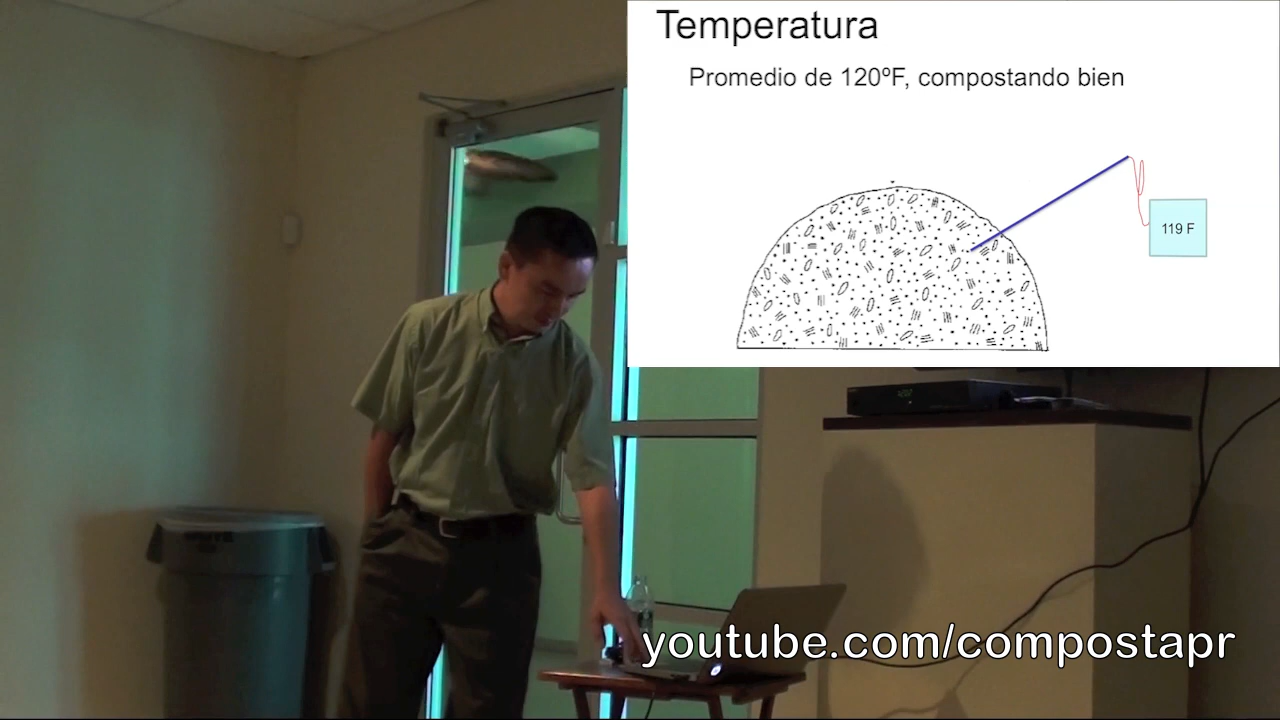 Temperatura
Promedio de 120ºF, compostando bien
119 F
youtube.com/compostapr